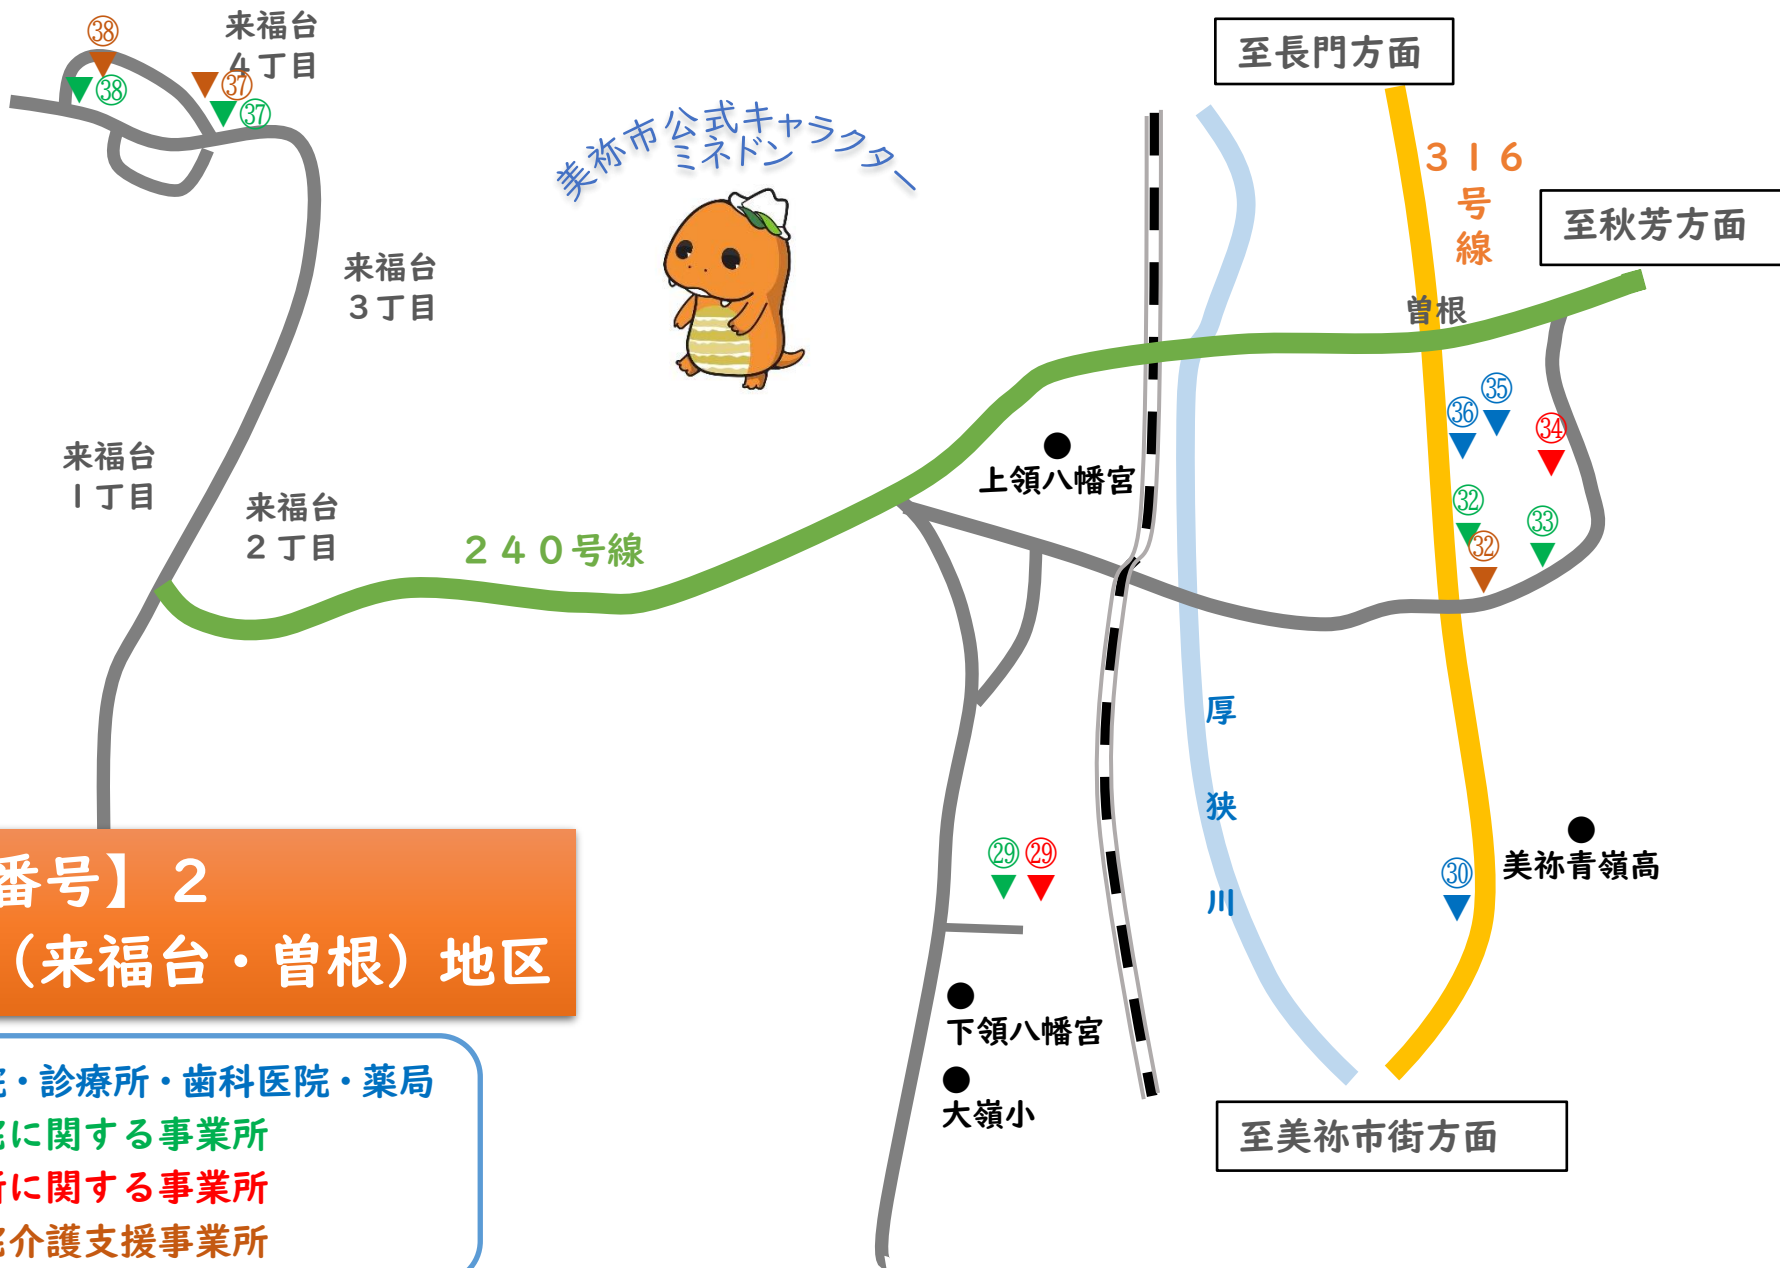 来福台
4丁目
㊳
㊳
㊲
㊲
至長門方面
美祢市公式キャラクター
ミネドン
316
号
線
至秋芳方面
来福台
3丁目
曽根
㉟
㊱
㉞
来福台
1丁目
上領八幡宮
来福台
2丁目
240号線
㉜
㉝
㉜
厚
狭
川
㉙ ㉙
㉚
美祢青嶺高
番号】2
(来福台・曽根)地区
下領八幡宮
大嶺小
・診療所・歯科医院・薬局
に関する事業所
に関する事業所
介護支援事業所
至美祢市街方面